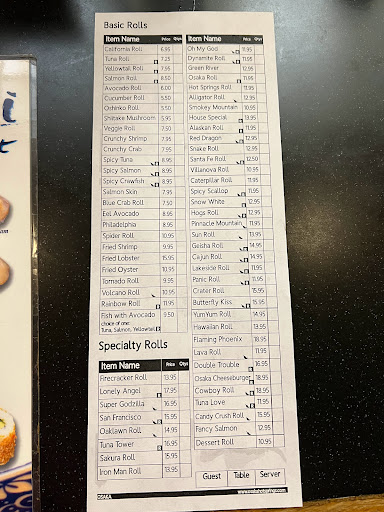 Basic Rolls
Item Name Price Qtys
California Roll 6.95
Tuna Roll 7.25
Yellowtail Roll 7.95
Salmon Roll 8.50
Avocado Roll 6.00
Cucumber Roll 5.50
Oshinko Roll 5.50
Shiitake Mushroom 5.95
Veggie Roll 7.50
Crunchy Shrimp 7.95
Crunchy Crab 7.95
Spicy Tuna 8.95
Spicy Salmon 8.95
Spicy Crawfish 8.95
Salmon Skin 7.95
Blue Crab Roll 7.50
Eel Avocado 8.95
Philadelphia 8.95
Spider Roll 10.95
Fried Shrimp 9.95
Fried Lobster 15.95
Fried Oyster 10.95
Tornado Roll 9.95
Volcano Roll 10.95
Rainbow Roll 11.95
Fish with Avocado 9.50
choice of one:
Tuna, Salmon, Yellowtail
Specialty Rolls
Item Name Price Qtys
Firecracker Roll 13.95
Lonely Angel 17.95
Super Godzilla 16.95
San Francisco 15.95
Oaklawn Roll 14.95
Tuna Tower 16.95
Sakura Roll 15.95
Iron Man Roll 13.95
OSAKA
Item Name Price Qtys
Oh My God 11.95
Dynamite Roll 11.95
Green River 12.95
Osaka Roll 11.95
Hot Springs Roll 11.95
Alligator Roll 12.95
Smokey Mountain 10.95
House Special 13.95
Alaskan Roll 11.95
Red Dragon 12.95
Snake Roll 12.95
Santa Fe Roll 12.50
Villanova Roll 10.95
Caterpillar Roll 11.95
Spicy Scallop 11.95
Snow White 12.95
Hogs Roll 12.95
Pinnacle Mountain 11.95
Sun Roll 13.95
Geisha Roll 14.95
Cajun Roll 14.95
Lakeside Roll 11.95
Panic Roll 11.95
Crater Roll 15.95
Butterfly Kiss 15.95
YumYum Roll 14.95
Hawaiian Roll 13.95
Flaming Phoenix 18.95
Lava Roll 11.95
Double Trouble 16.95
Osaka Cheeseburger 18.95
Cowboy Roll 18.95
Tuna Love 11.95
Candy Crush Roll 15.95
Fancy Salmon 12.95
Dessert Roll 10.95
Guest Table Server